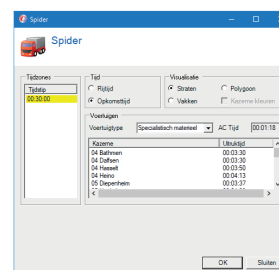 Spider
Spider
Tijdzones
Tijdstip
00:30:00
Tijd
Rijtijd
Opkomsttijd
Visualisatie
Straten
Polygoon
Vakken
Kazerne kleuren
Voertuigen
Voertuigtype
Specialistisch materieel
AC Tijd
00:01:18
Kazerne Uitruktijd
04 Bathmen 00:03:30
04 Dalfsen 00:03:30
04 Hasselt 00:03:50
04 Heino 00:04:13
05 Diepenheim 00:03:37
OK
Sluiten